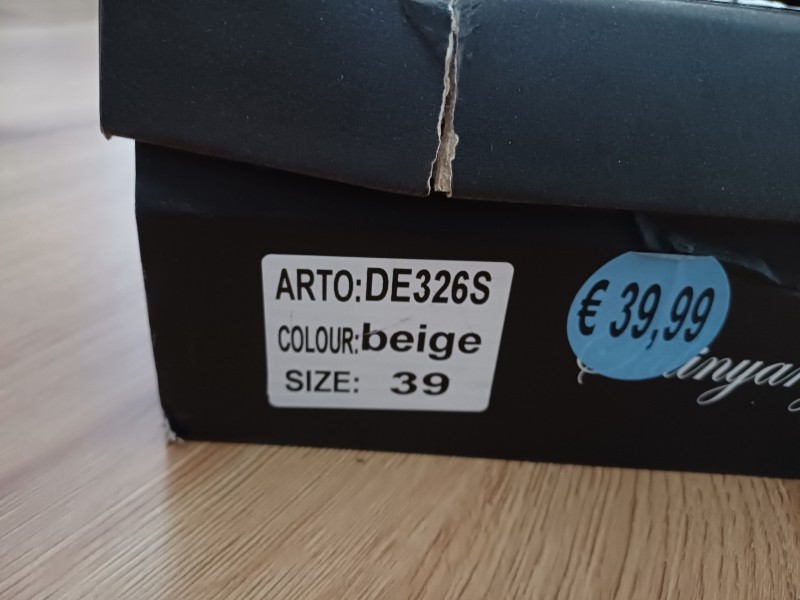 ARTO:DE326S
COLOUR:beige
SIZE: 39
€ 39,99